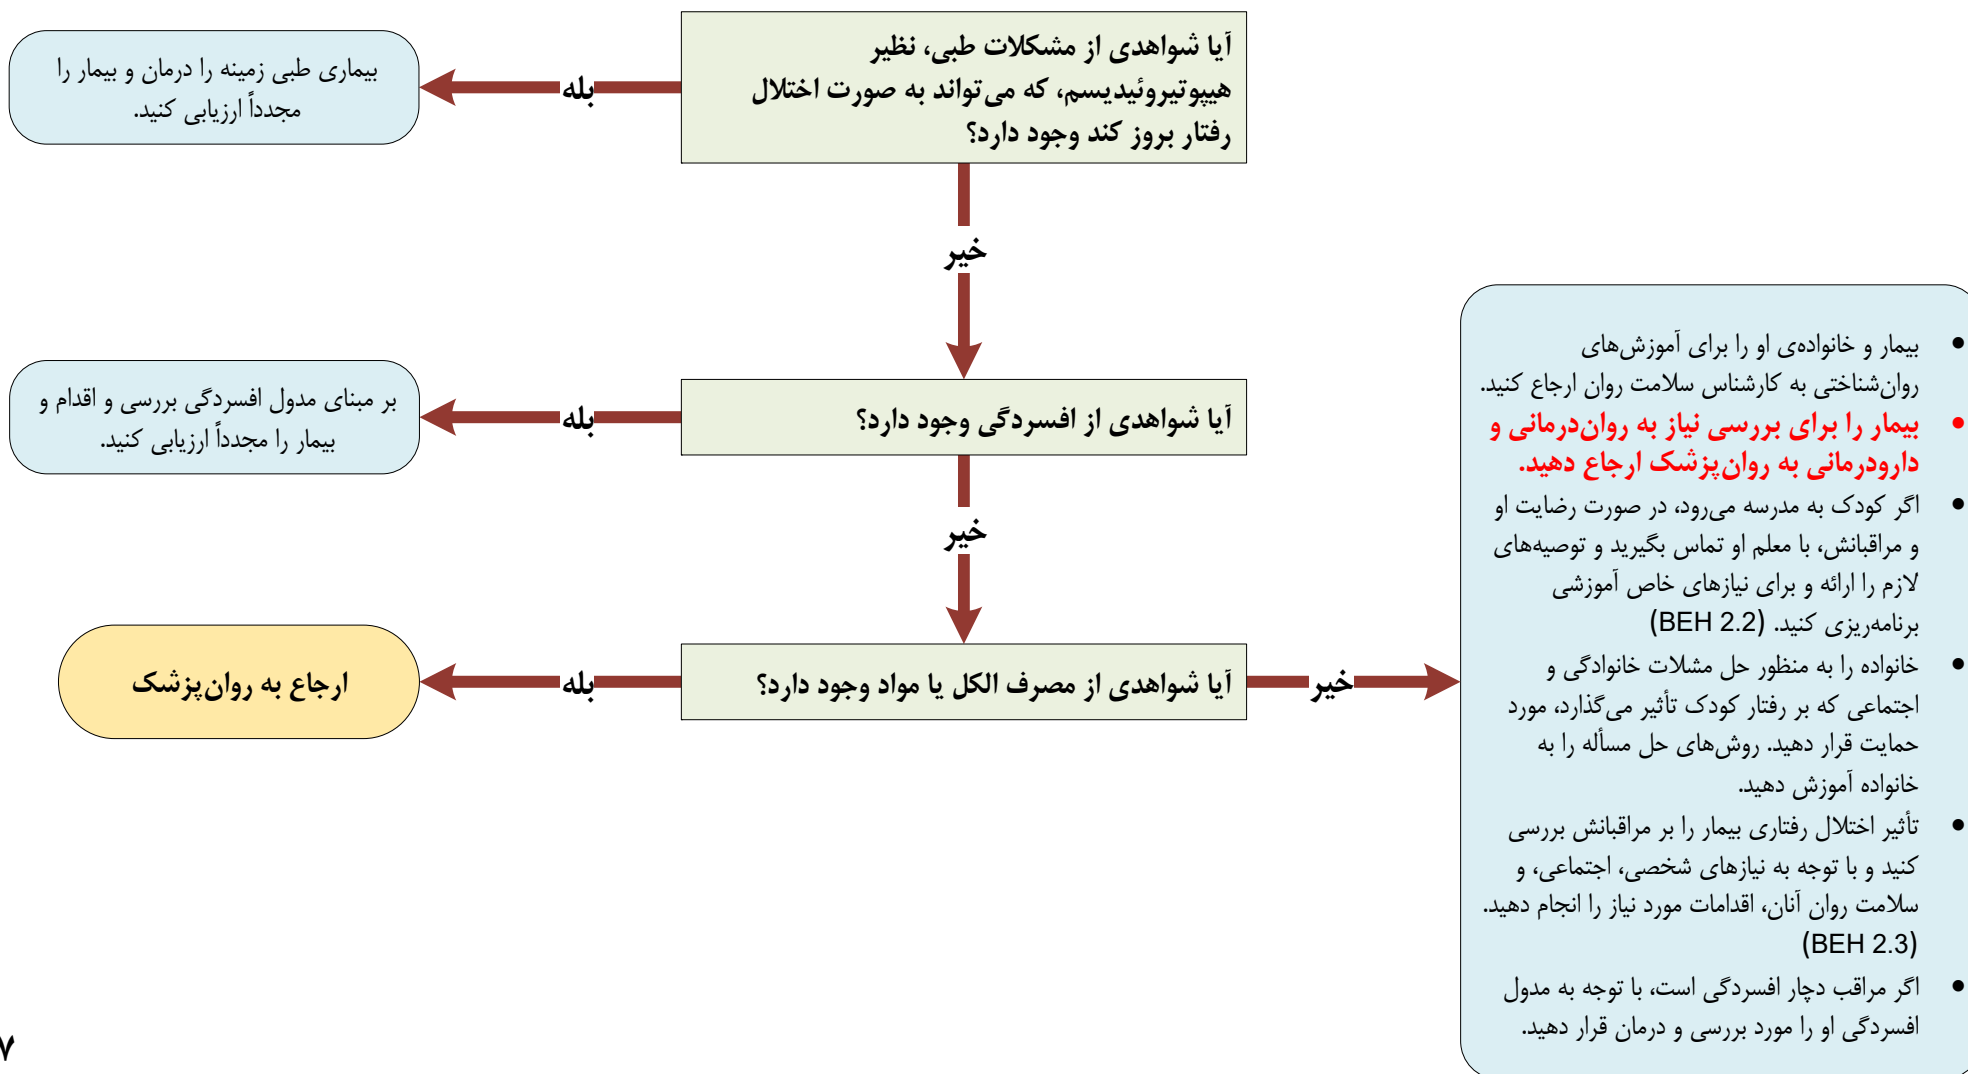 آیا شواهدی از مشکلات طبی، نظیر
هیپوتیروئیدیسم، که می‌تواند به صورت اختلال
رفتار بروز کند وجود دارد؟
بله
بیماری طبی زمینه را درمان و بیمار را
مجدداً ارزیابی کنید.
خیر
آیا شواهدی از افسردگی وجود دارد؟
بله
بر مبنای مدول افسردگی بررسی و اقدام و
بیمار را مجدداً ارزیابی کنید.
خیر
آیا شواهدی از مصرف الکل یا مواد وجود دارد؟
بله
ارجاع به روان‌پزشک
خیر
• بیمار و خانواده‌ی او را برای آموزش‌های
روان‌شناختی به کارشناس سلامت روان ارجاع کنید.
• بیمار را برای بررسی نیاز به روان‌درمانی و
دارودرمانی به روان‌پزشک ارجاع دهید.
• اگر کودک به مدرسه می‌رود، در صورت رضایت او
و مراقبانش، با معلم او تماس بگیرید و توصیه‌های
لازم را ارائه و برای نیازهای خاص آموزشی
برنامه‌ریزی کنید. (BEH 2.2)
• خانواده را به منظور حل مشلات خانوادگی و
اجتماعی که بر رفتار کودک تأثیر می‌گذارد، مورد
حمایت قرار دهید. روش‌های حل مسأله را به
خانواده آموزش دهید.
• تأثیر اختلال رفتاری بیمار را بر مراقبانش بررسی
کنید و با توجه به نیازهای شخصی، اجتماعی، و
سلامت روان آنان، اقدامات مورد نیاز را انجام دهید.
(BEH 2.3)
• اگر مراقب دچار افسردگی است، با توجه به مدول
افسردگی او را مورد بررسی و درمان قرار دهید.
۷